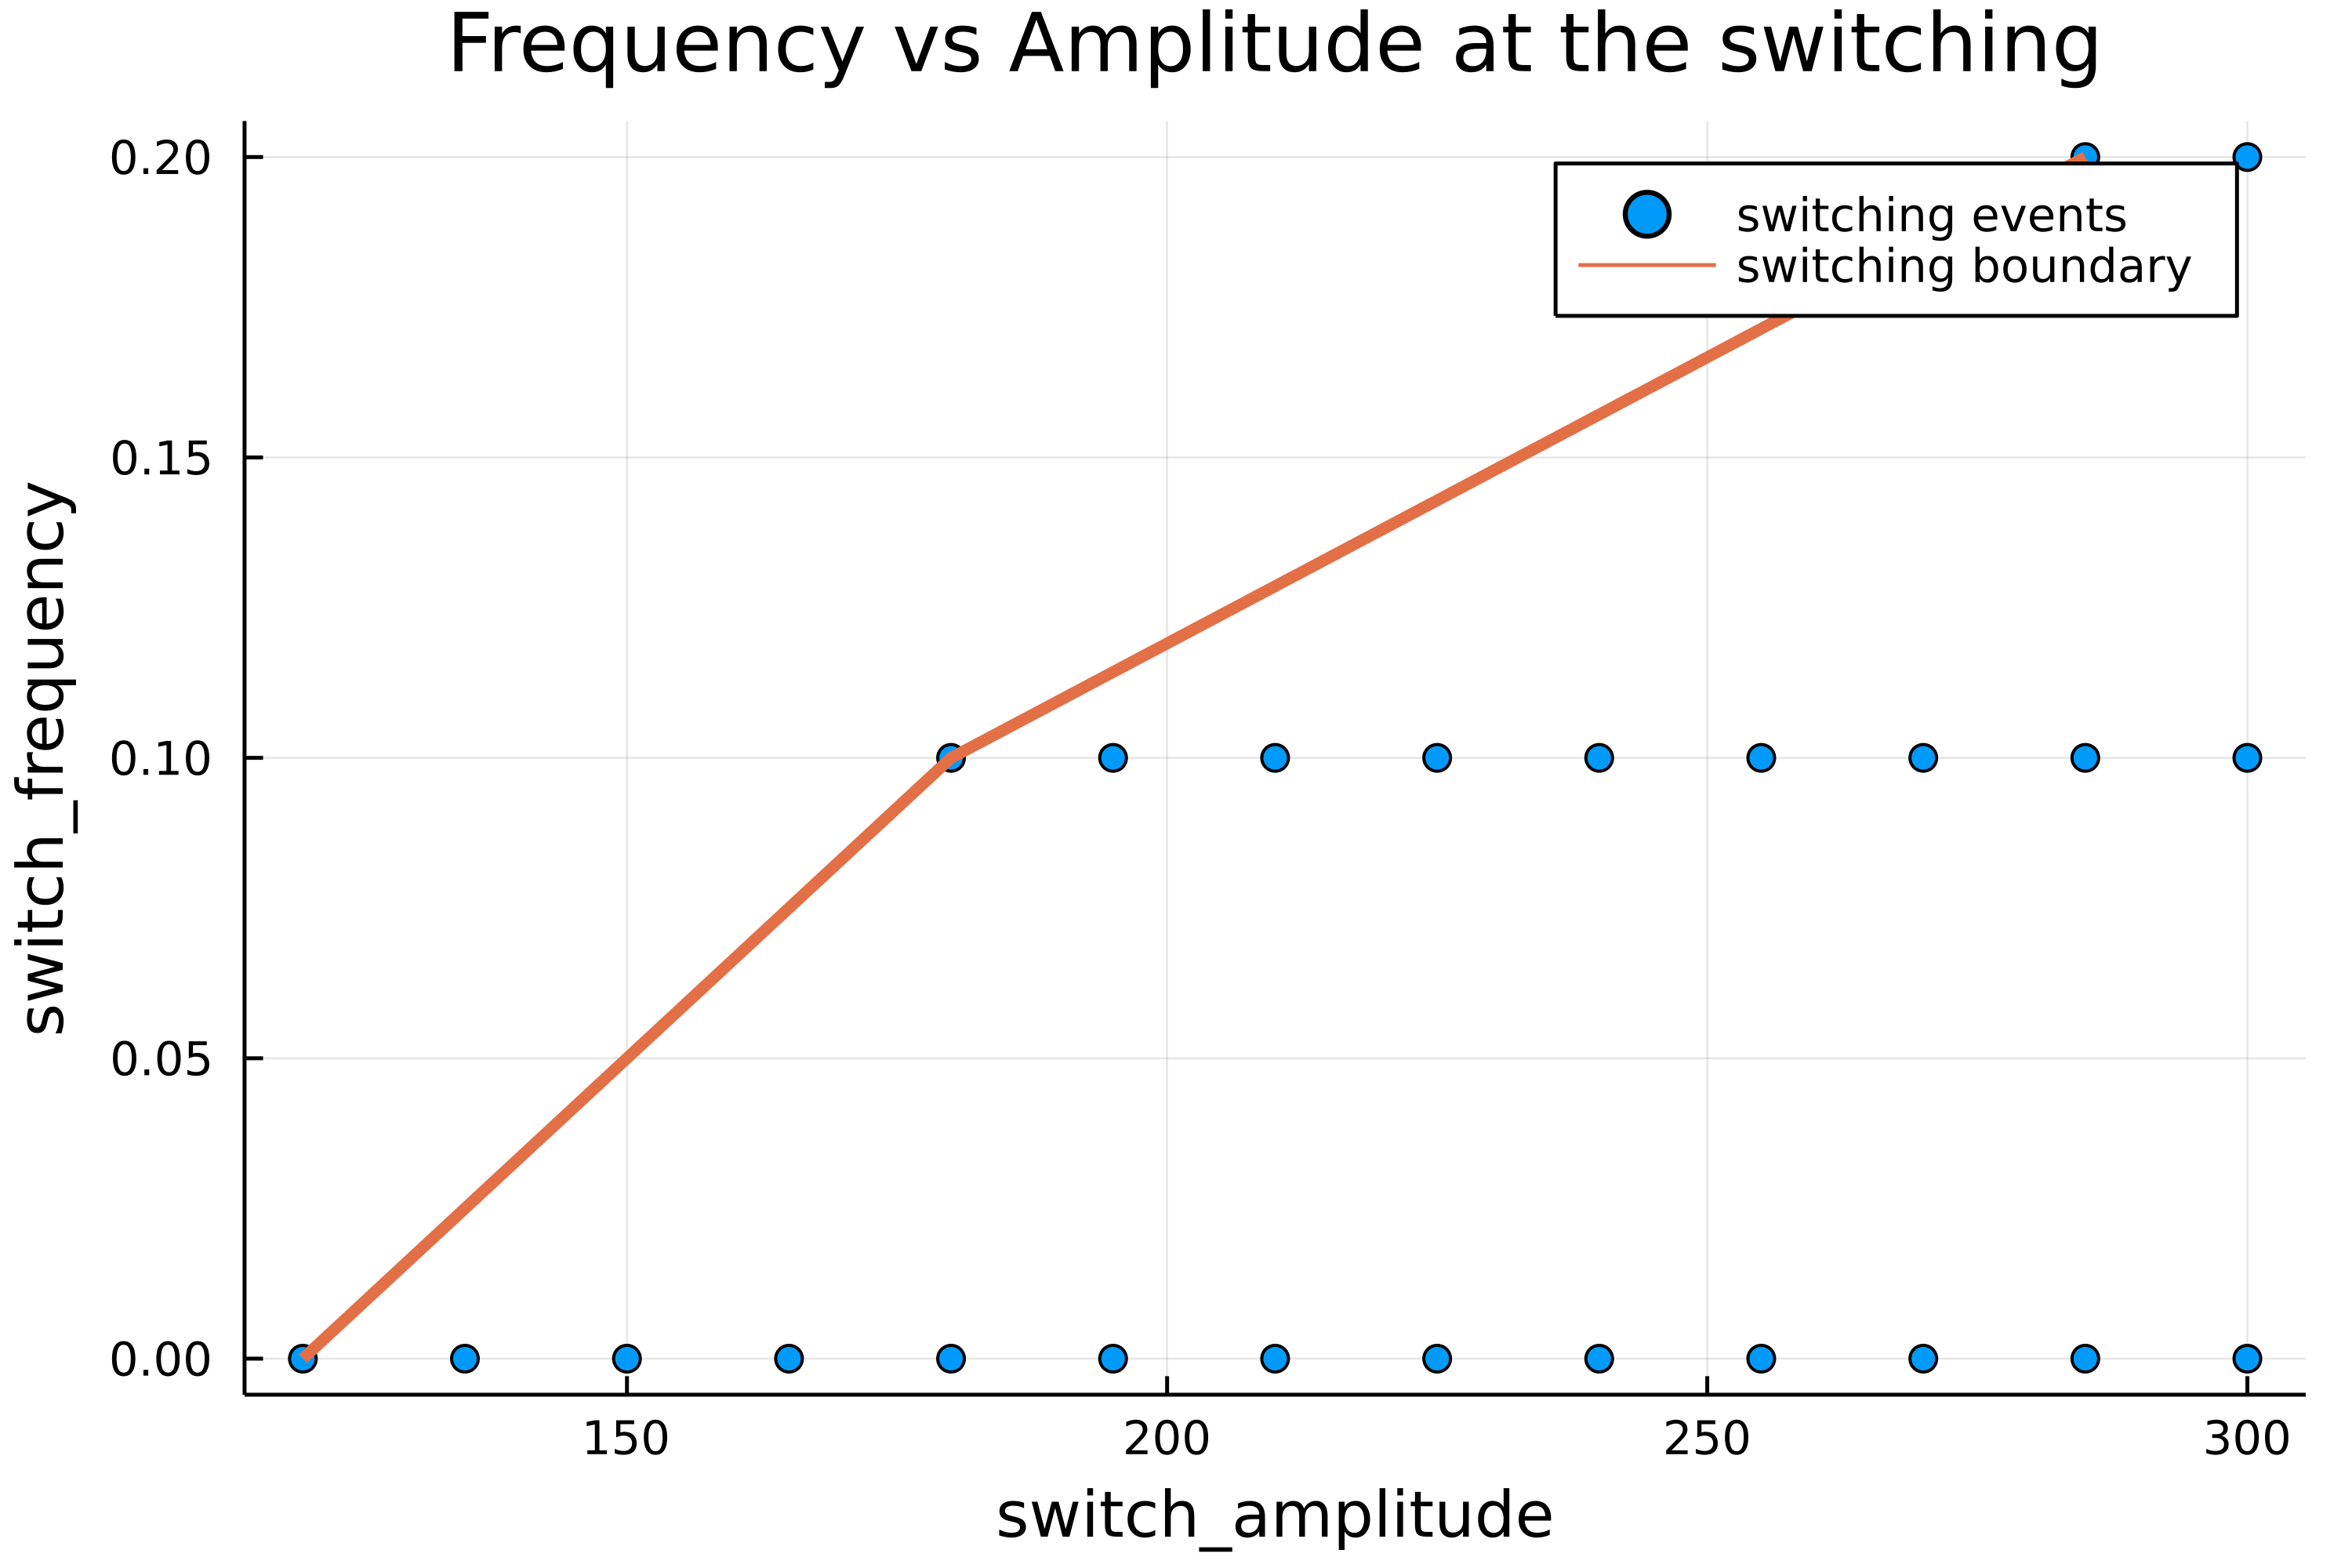 Frequency vs Amplitude at the switching
0.20
switching events
switching boundary
0.15
switch_frequency
0.10
0.05
0.00
150 200 250 300
switch_amplitude